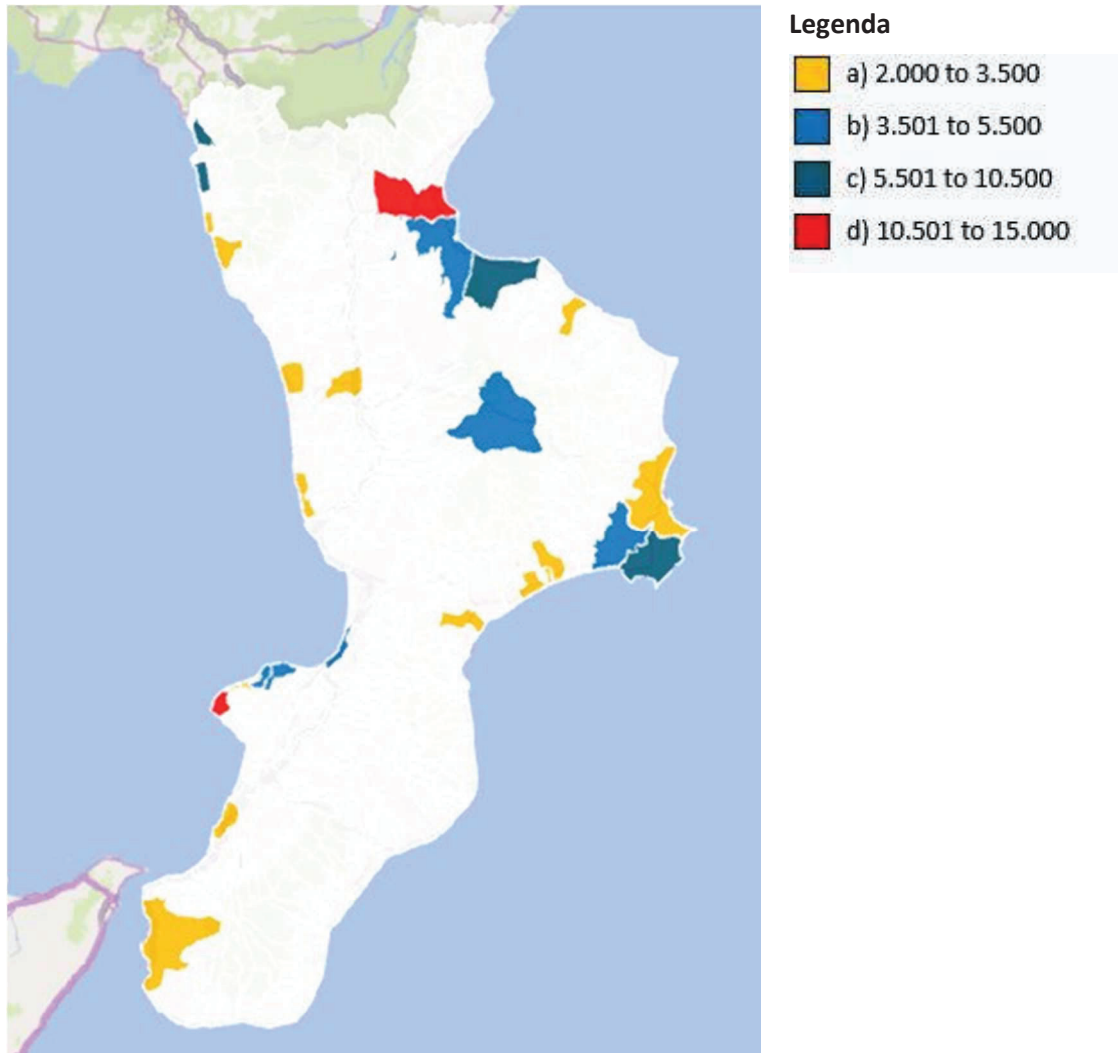 Legenda
a) 2.000 to 3.500
b) 3.501 to 5.500
c) 5.501 to 10.500
d) 10.501 to 15.000